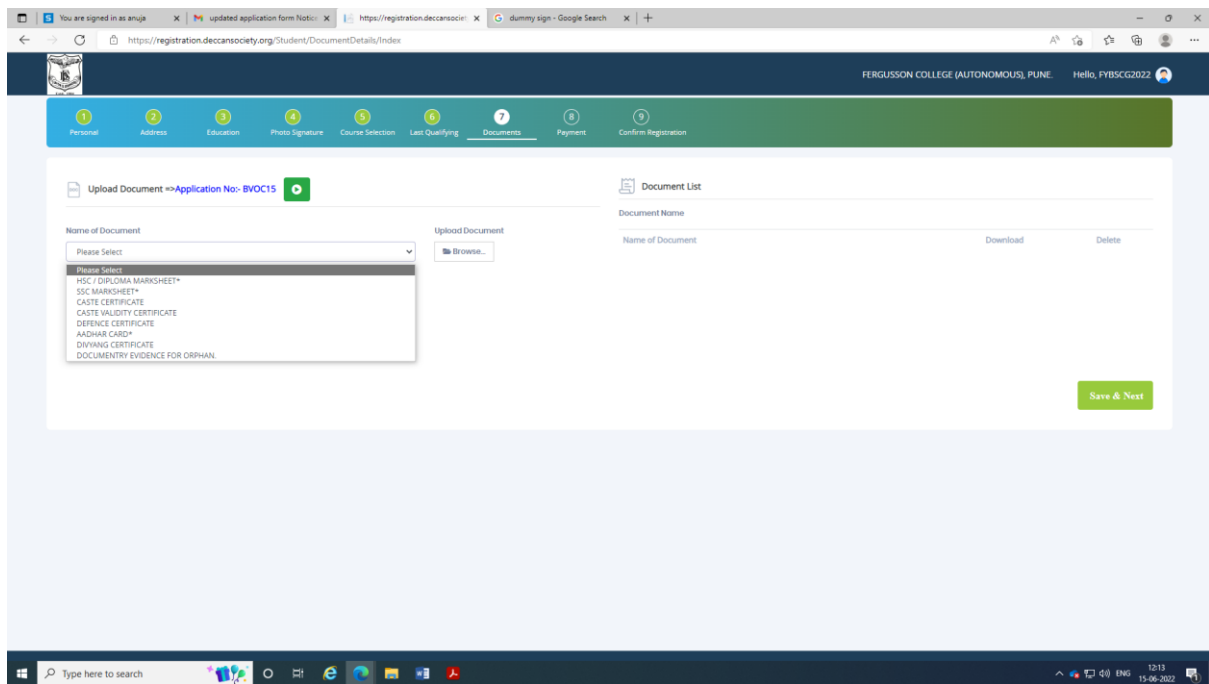 You are signed in as anuja
updated application form Notic
https://registration.deccansociet
dummy sign - Google Search
https://registration.deccansociety.org/Student/DocumentDetails/Index
FERGUSSON COLLEGE (AUTONOMOUS), PUNE. Hello, FYBSCG2022
1 2 3 4 5 6 7 8 9
Personal Address Education Photo Signature Course Selection Last Qualifying Documents Payment Confirm Registration
Upload Document =>Application No:- BVOC15
Name of Document Upload Document
Please Select Browse...
Please Select
HSC / DIPLOMA MARKSHEET*
SSC MARKSHEET*
CASTE CERTIFICATE
CASTE VALIDITY CERTIFICATE
DEFENCE CERTIFICATE
AADHAR CARD*
DIVYANG CERTIFICATE
DOCUMENTRY EVIDENCE FOR ORPHAN.
Document List
Document Name
Name of Document Download Delete
Save & Next
Type here to search
ENG
12:13
15-06-2022